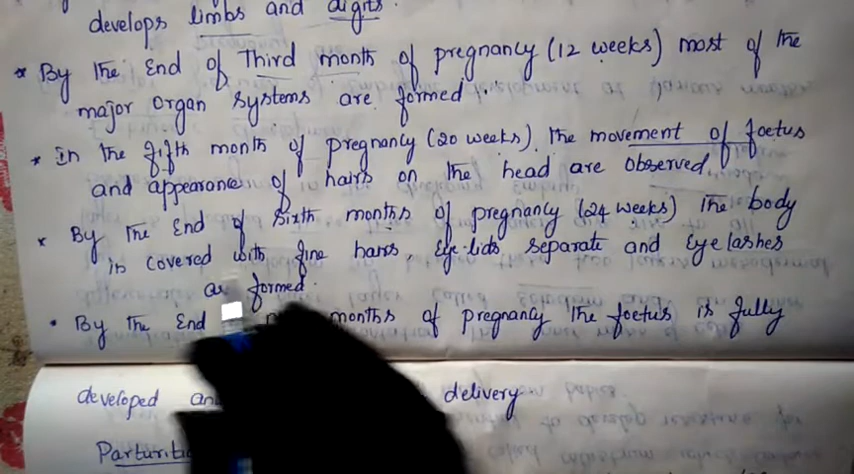 develops limbs and digits.
* By the End of Third month of pregnancy (12 weeks) most of the
major organ systems are formed.
* In the fifth month of pregnancy (20 weeks), the movement of foetus
and appearance of hairs on the head are observed
* By the End of Sixth months of pregnancy (24 weeks) The body
is covered with fine hairs, Eye-lids separate and Eyelashes
are formed.
• By the End months of pregnancy the foetus is fully
developed delivery